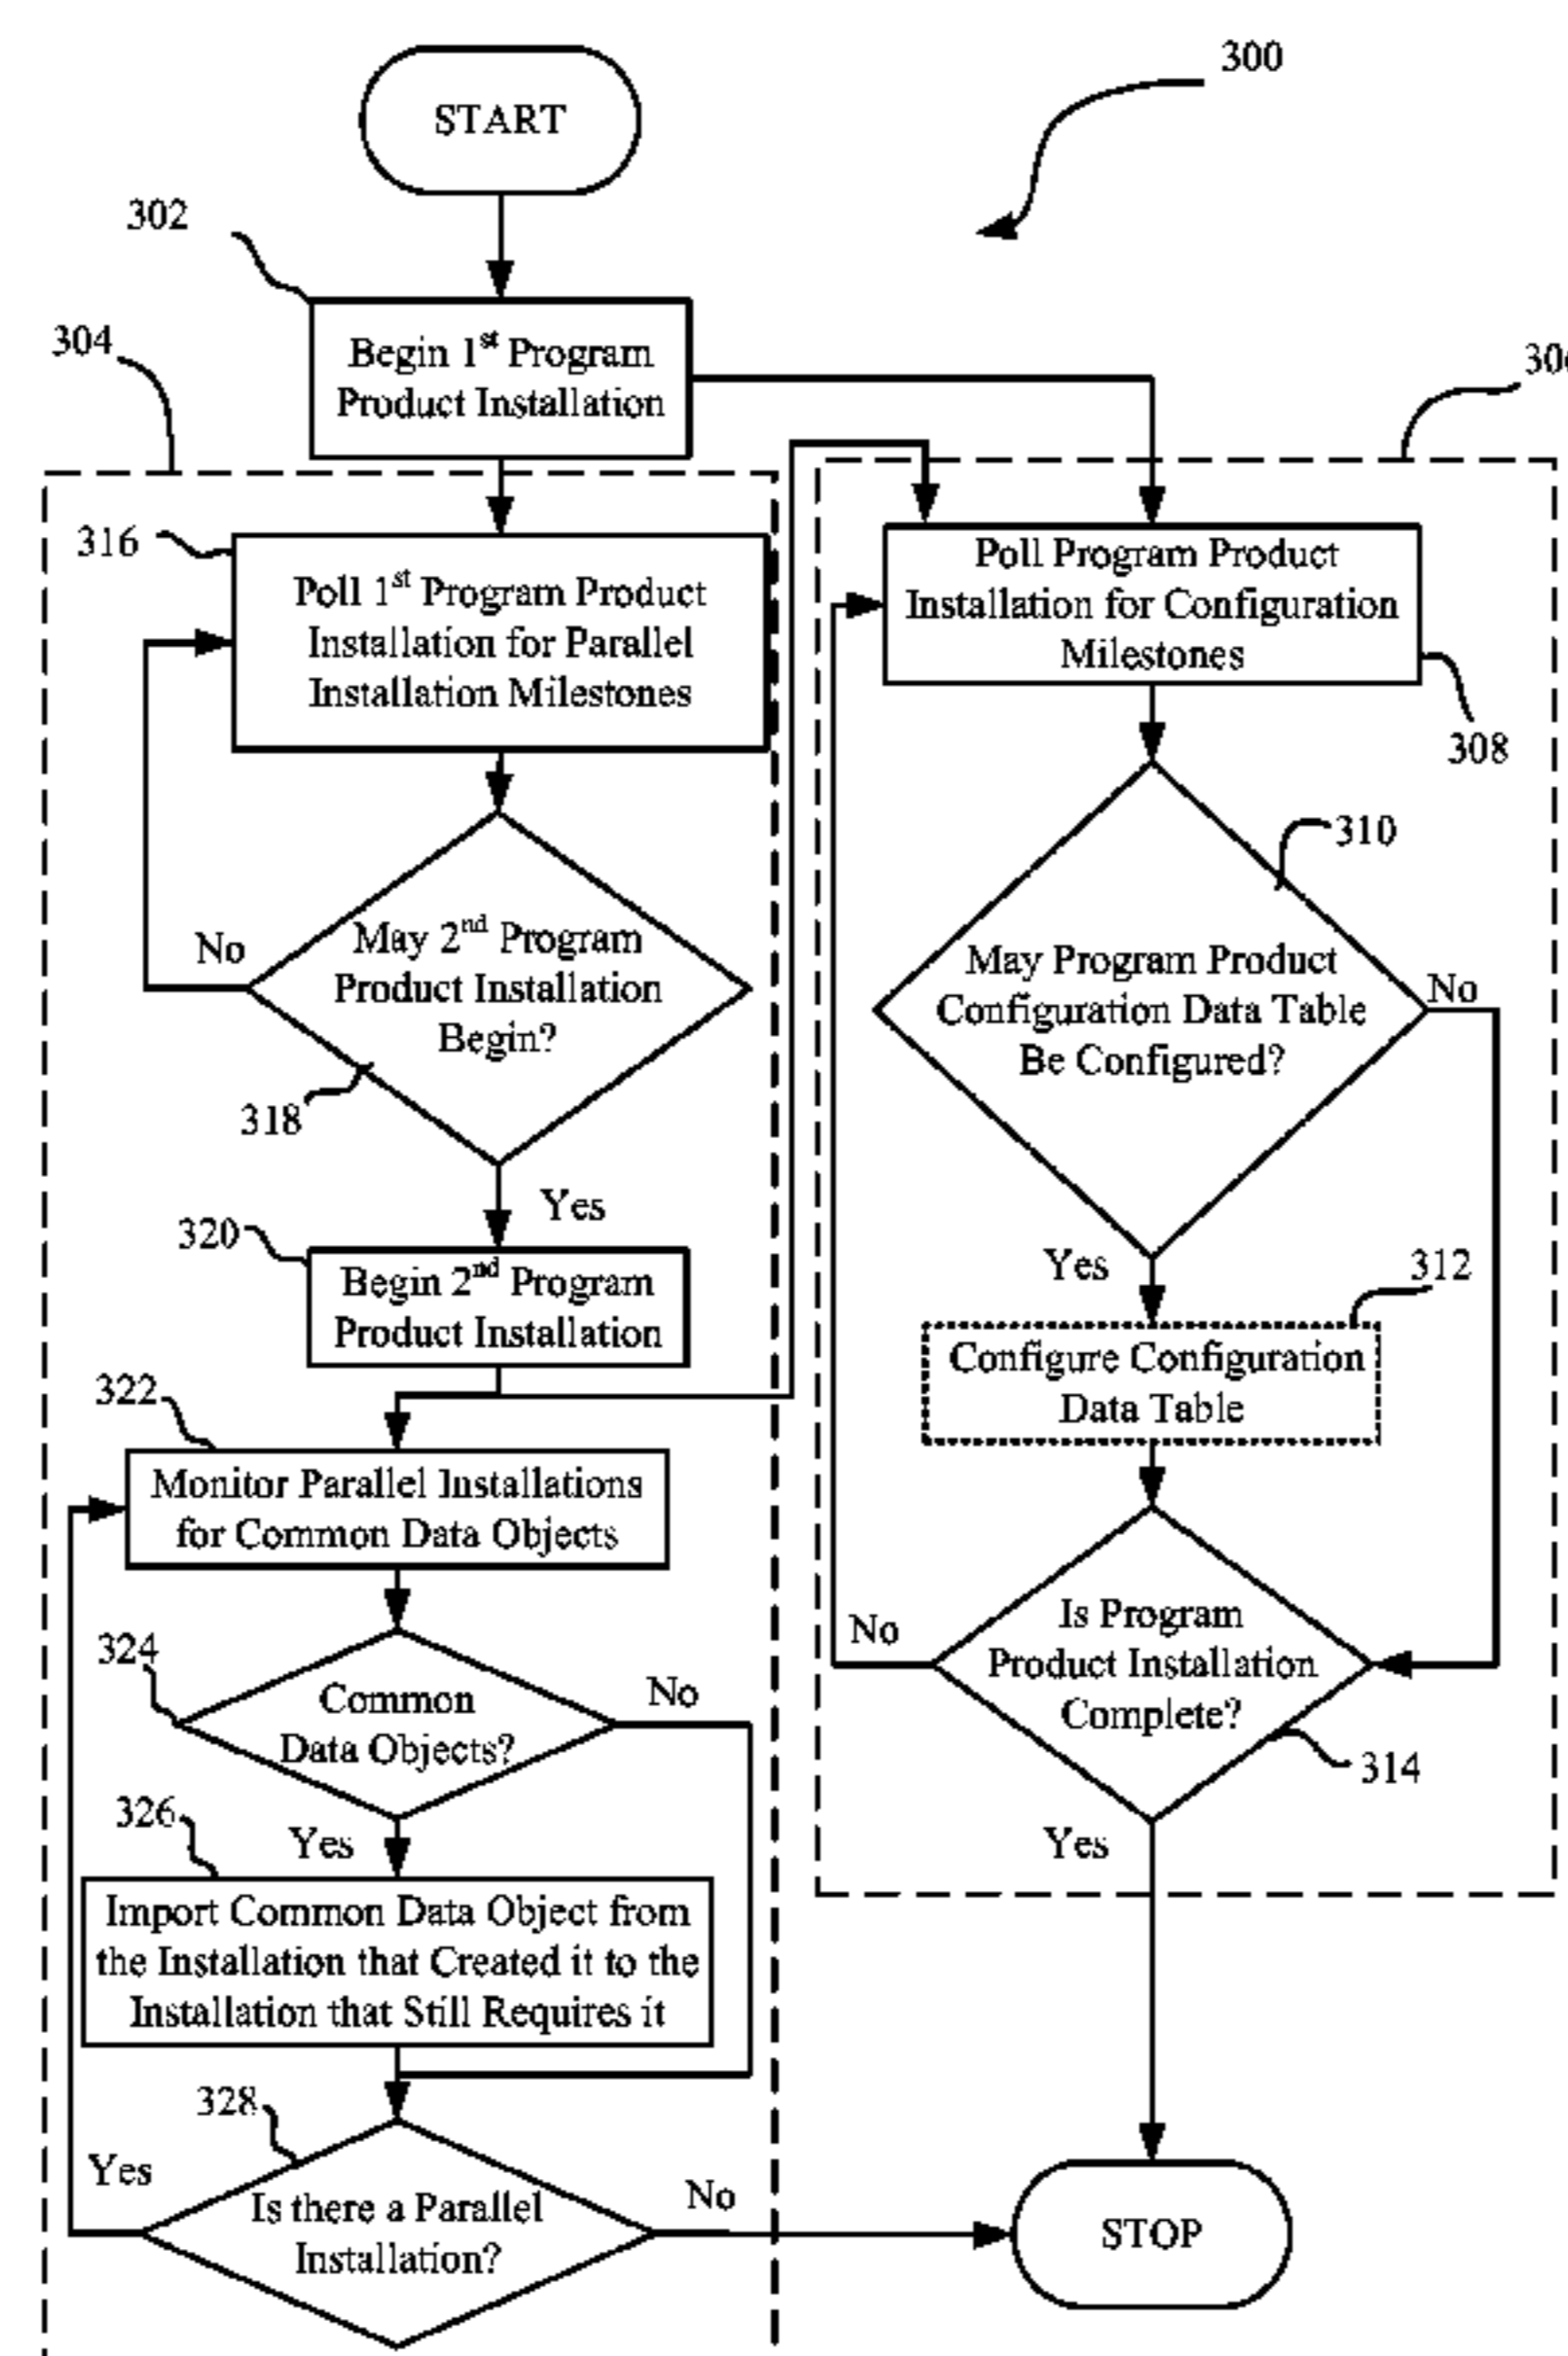 START
300
302
Begin 1st Program
Product Installation
304
30
316
Poll 1st Program Product
Installation for Parallel
Installation Milestones
Poll Program Product
Installation for Configuration
Milestones
308
310
No
May 2nd Program
Product Installation
Begin?
318
May Program Product
Configuration Data Table
Be Configured?
No
Yes
320
Begin 2nd Program
Product Installation
Yes
312
Configure Configuration
Data Table
322
Monitor Parallel Installations
for Common Data Objects
324
Common
Data Objects?
No
No
Is Program
Product Installation
Complete?
314
326
Yes
Yes
Import Common Data Object from
the Installation that Created it to the
Installation that Still Requires it
328
Yes
Is there a Parallel
Installation?
No
STOP